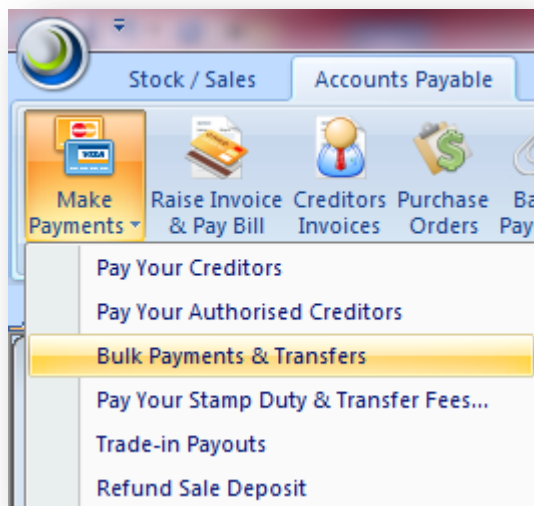 Stock / Sales
Accounts Payable
Make Payments
Raise Invoice & Pay Bill
Creditors Invoices
Purchase Orders
VISA
Pay Your Creditors
Pay Your Authorised Creditors
Bulk Payments & Transfers
Pay Your Stamp Duty & Transfer Fees...
Trade-in Payouts
Refund Sale Deposit